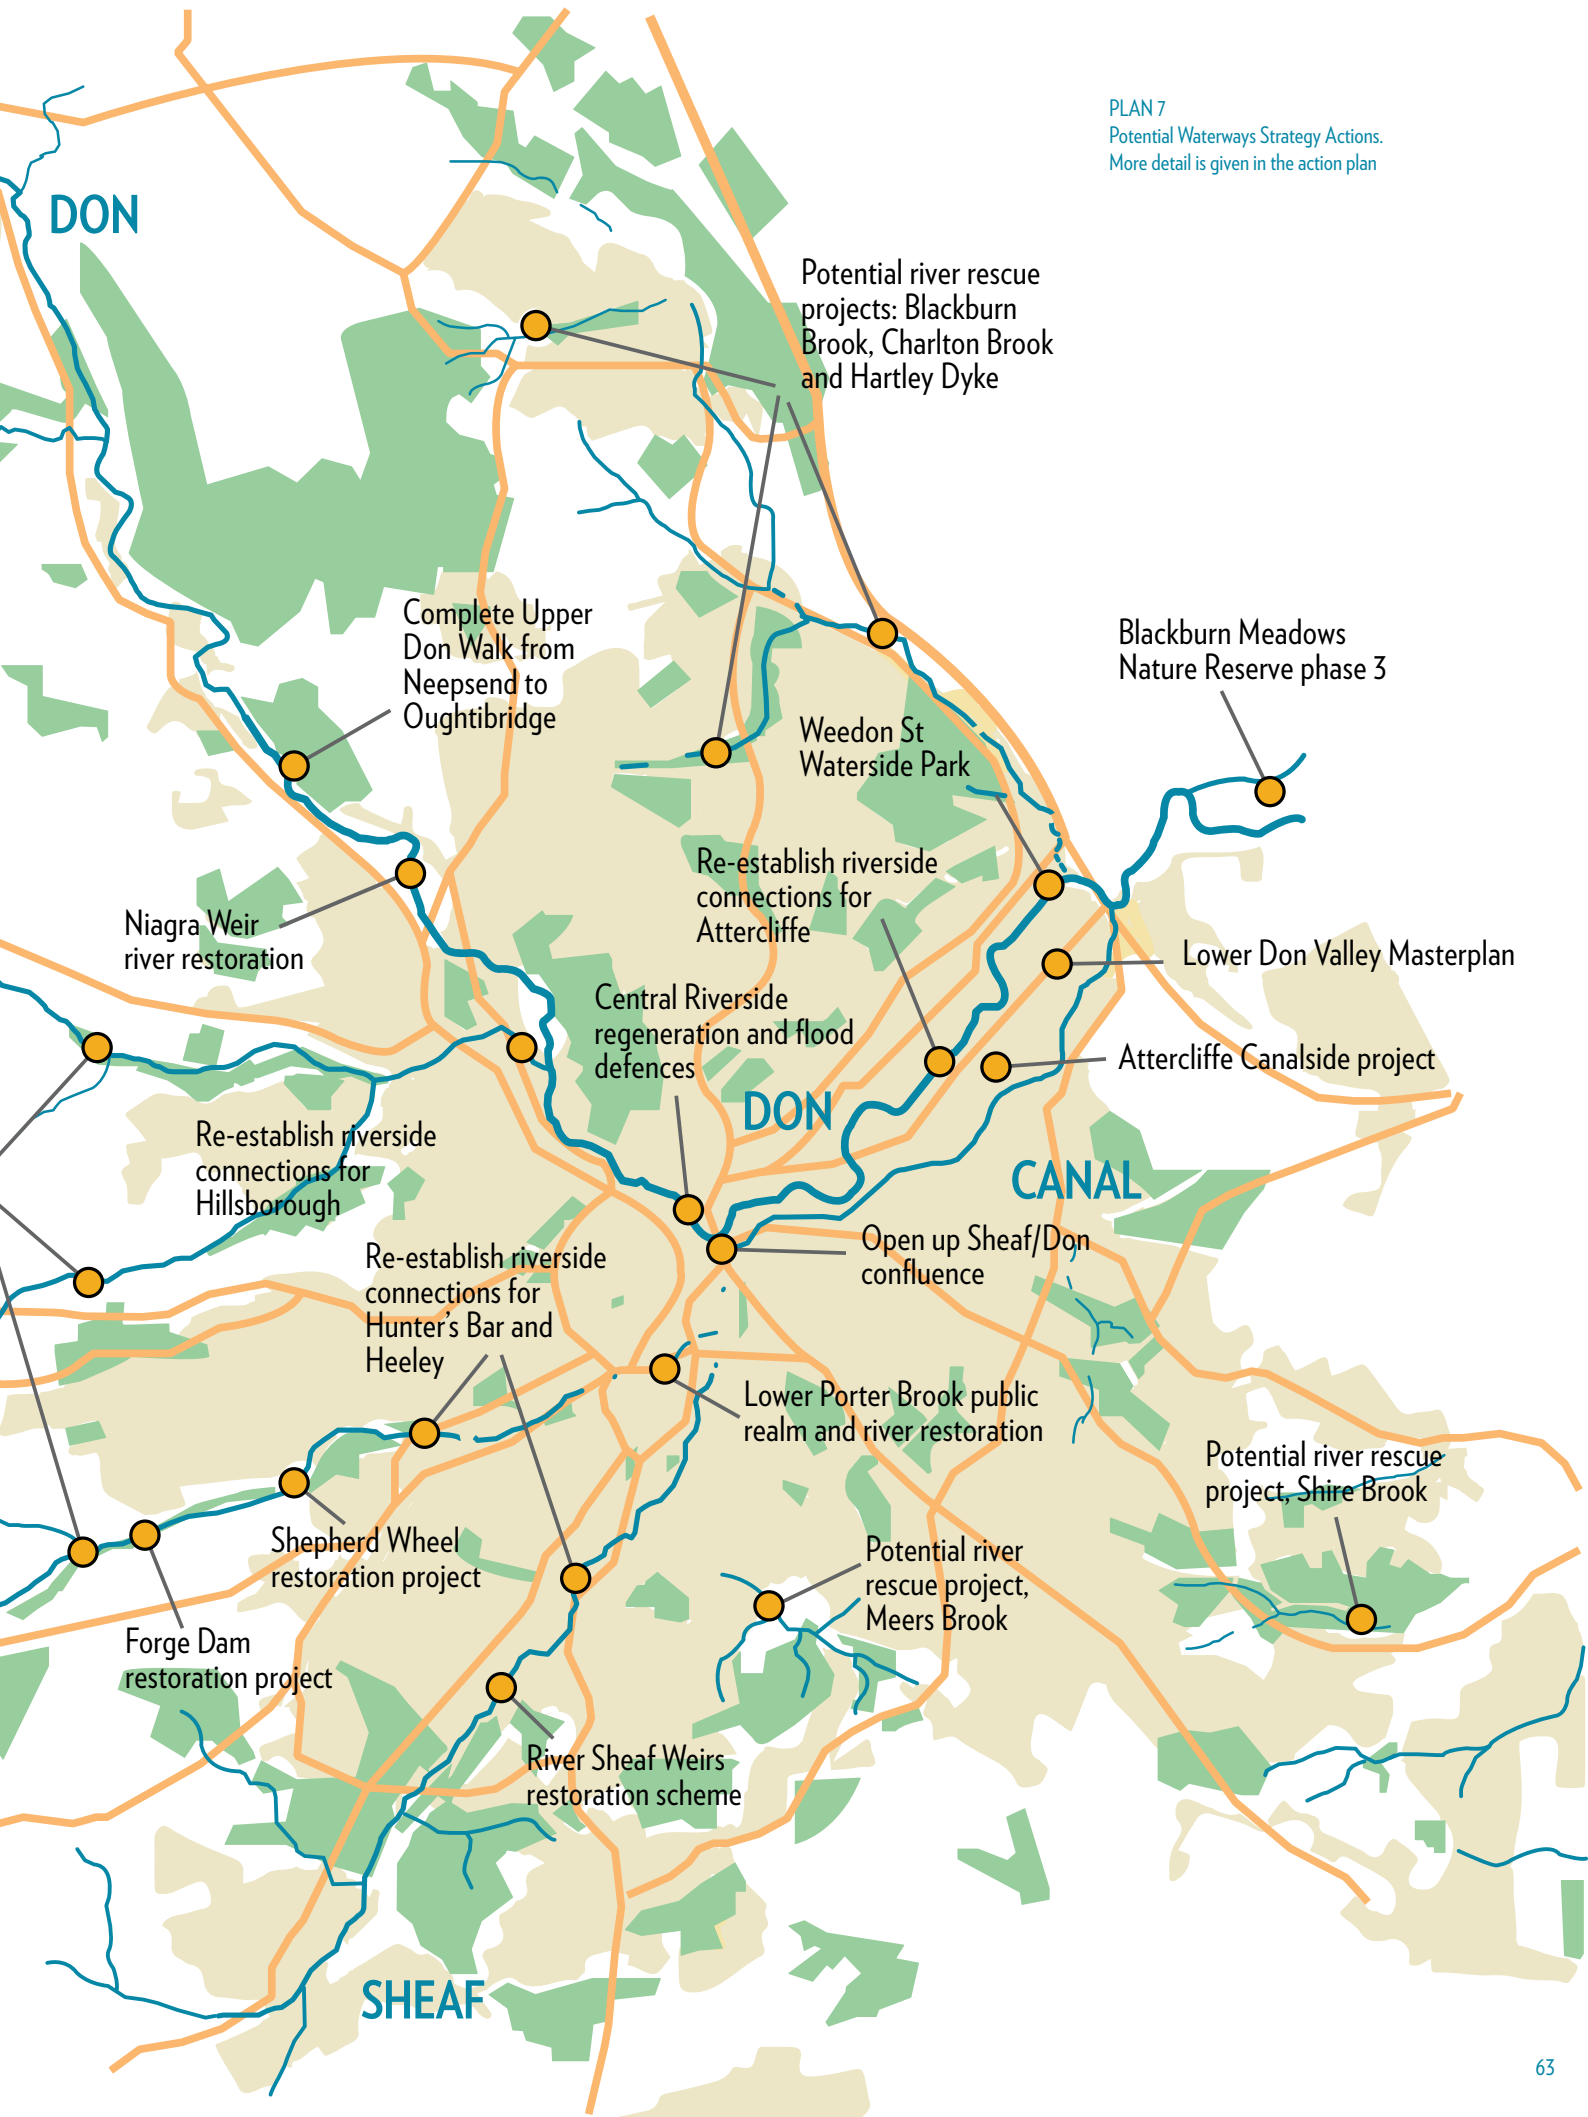 PLAN 7
Potential Waterways Strategy Actions.
More detail is given in the action plan
DON
Potential river rescue
projects: Blackburn
Brook, Charlton Brook
and Hartley Dyke
Complete Upper
Don Walk from
Neepsend to
Oughtibridge
Blackburn Meadows
Nature Reserve phase 3
Weedon St
Waterside Park
Re-establish riverside
connections for
Attercliffe
Niagra Weir
river restoration
Lower Don Valley Masterplan
Central Riverside
regeneration and flood
defences
Attercliffe Canalside project
DON
Re-establish riverside
connections for
Hillsborough
CANAL
Open up Sheaf/Don
confluence
Re-establish riverside
connections for
Hunter's Bar and
Heeley
Lower Porter Brook public
realm and river restoration
Potential river rescue
project, Shire Brook
Shepherd Wheel
restoration project
Potential river
rescue project,
Meers Brook
Forge Dam
restoration project
River Sheaf Weirs
restoration scheme
SHEAF
63